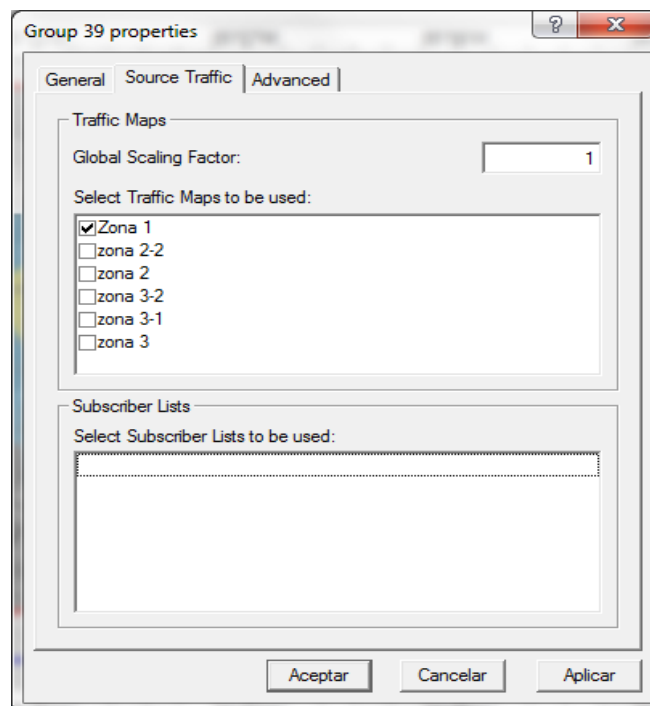 Group 39 properties
General Source Traffic Advanced
Traffic Maps
Global Scaling Factor: 1
Select Traffic Maps to be used:
Zona 1
zona 2-2
zona 2
zona 3-2
zona 3-1
zona 3
Subscriber Lists
Select Subscriber Lists to be used:
Aceptar Cancelar Aplicar